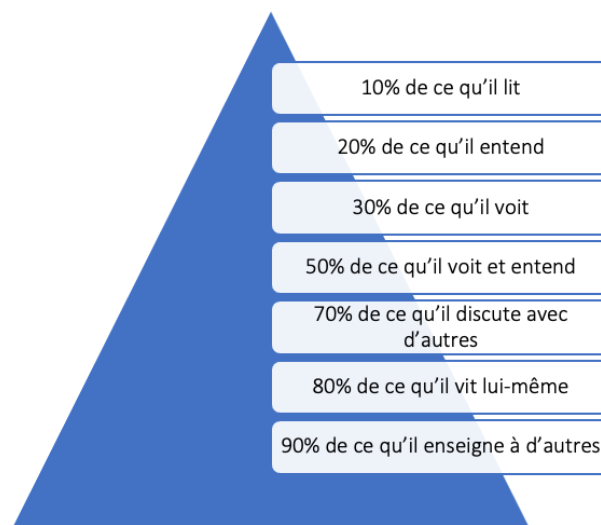 10% de ce qu’il lit
20% de ce qu’il entend
30% de ce qu’il voit
50% de ce qu’il voit et entend
70% de ce qu’il discute avec
d’autres
80% de ce qu’il vit lui-même
90% de ce qu’il enseigne à d’autres